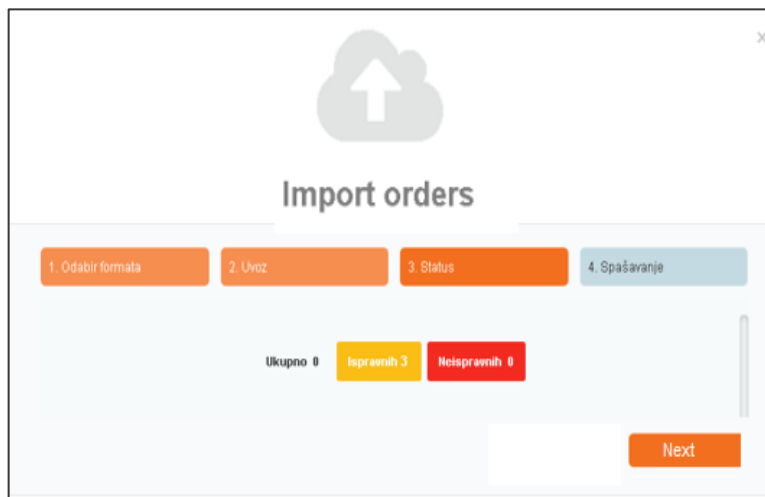 ×
Import orders
1. Odabir formata
2. Uvoz
3. Status
4. Spašavanje
Ukupno 0
Ispravnih 3
Neispravnih 0
Next